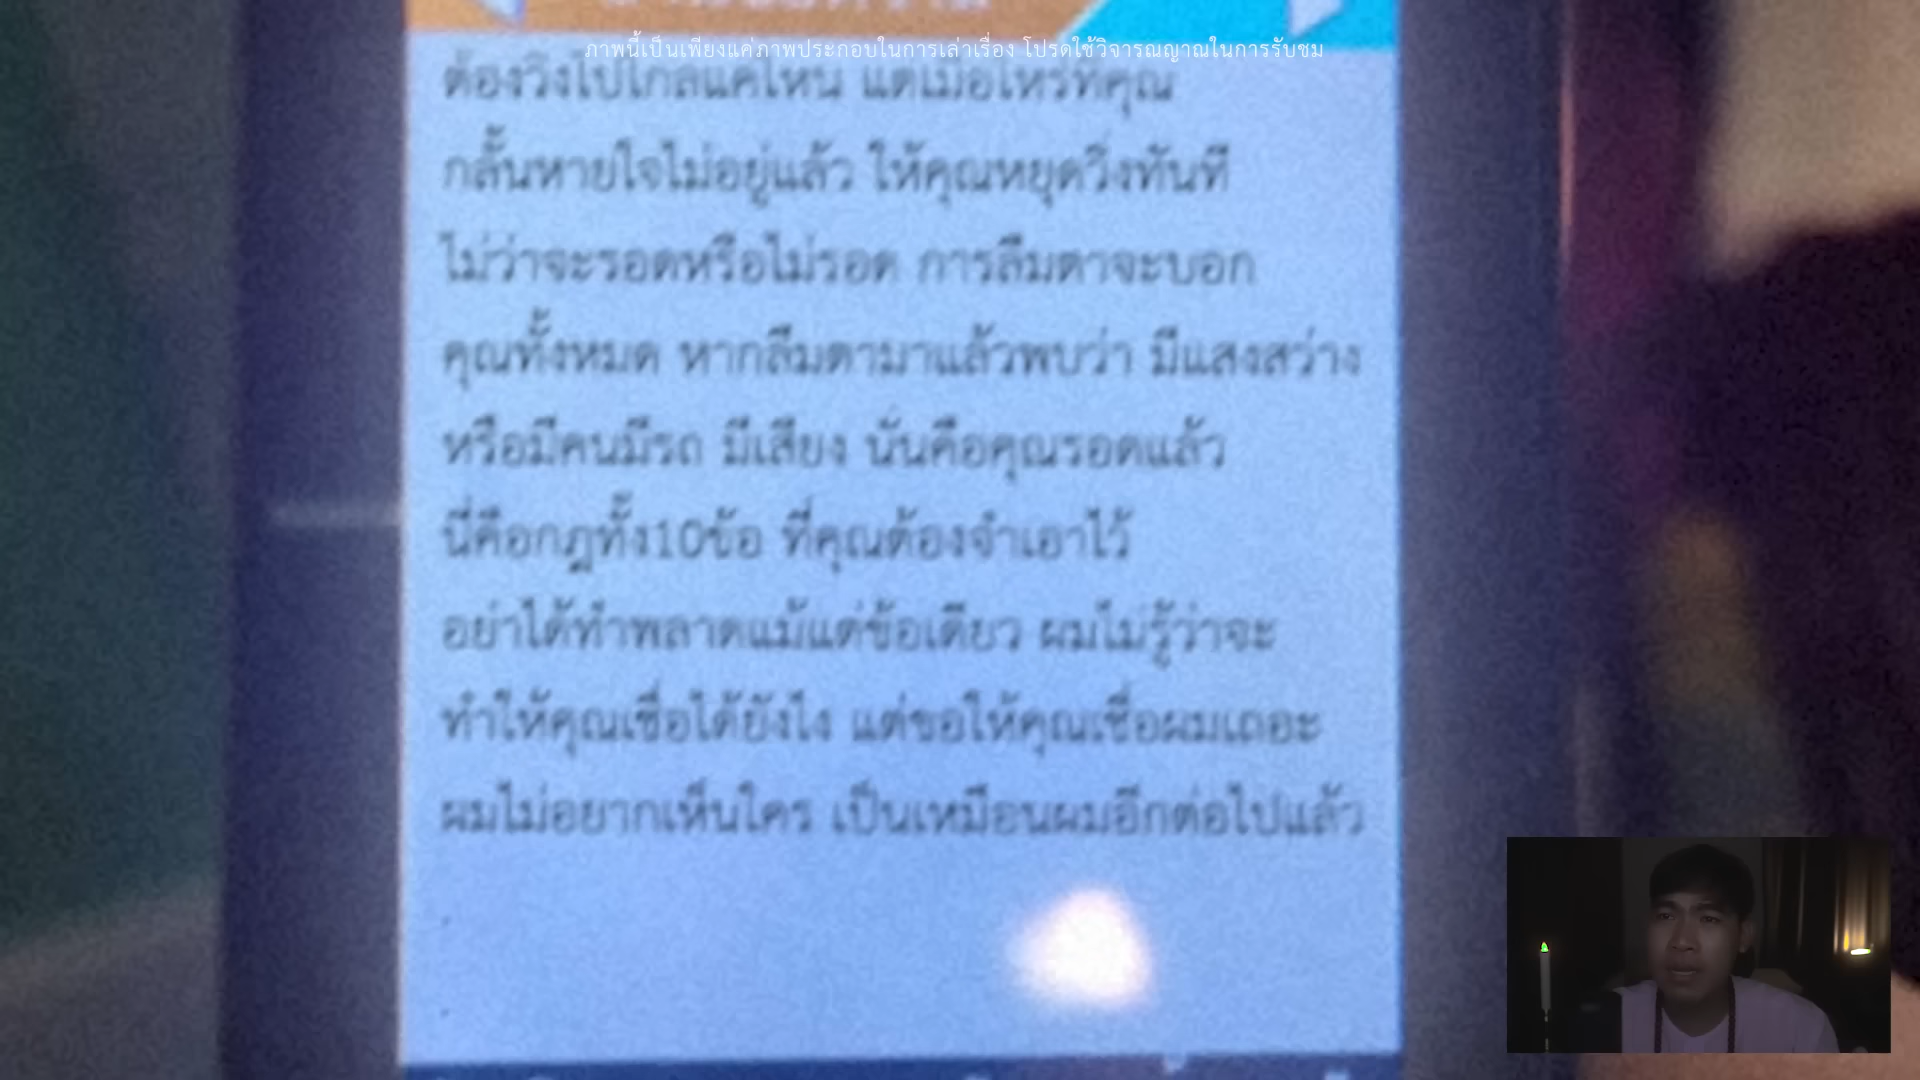 ภาพนี้เป็นเพียงแค่ภาพประกอบในการเล่าเรื่อง โปรดใช้วิจารณญาณในการรับชม
ต้องวิ่งไปไกลแค่ไหน แต่เมื่อไหร่ที่คุณ
กลั้นหายใจไม่อยู่แล้ว ให้คุณหยุดวิ่งทันที
ไม่ว่าจะรอดหรือไม่รอด การลืมตาจะบอก
คุณทั้งหมด หากลืมตามาแล้วพบว่า มีแสงสว่าง
หรือมีคนมีรถ มีเสียง นั่นคือคุณรอดแล้ว
นี่คือกฎทั้ง10ข้อ ที่คุณต้องจำเอาไว้
อย่าได้ทำพลาดแม้แต่ข้อเดียว ผมไม่รู้ว่าจะ
ทำให้คุณเชื่อได้ยังไง แต่ขอให้คุณเชื่อผมเถอะ
ผมไม่อยากเห็นใคร เป็นเหมือนผมอีกต่อไปแล้ว